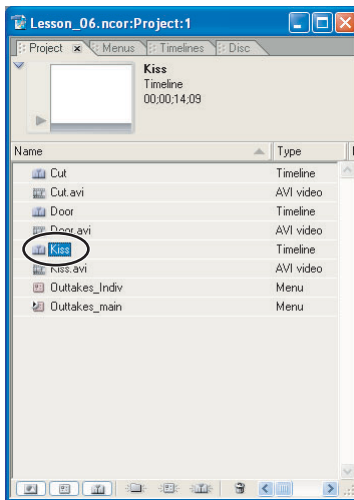 Lesson_06.ncor:Project:1
Project Menus Timelines Disc
Kiss
Timeline
00;00;14;09
Name Type
Cut Timeline
Cut.avi AVI video
Door Timeline
Door.avi AVI video
Kiss Timeline
Kiss.avi AVI video
Outtakes_Indiv Menu
Outtakes_main Menu